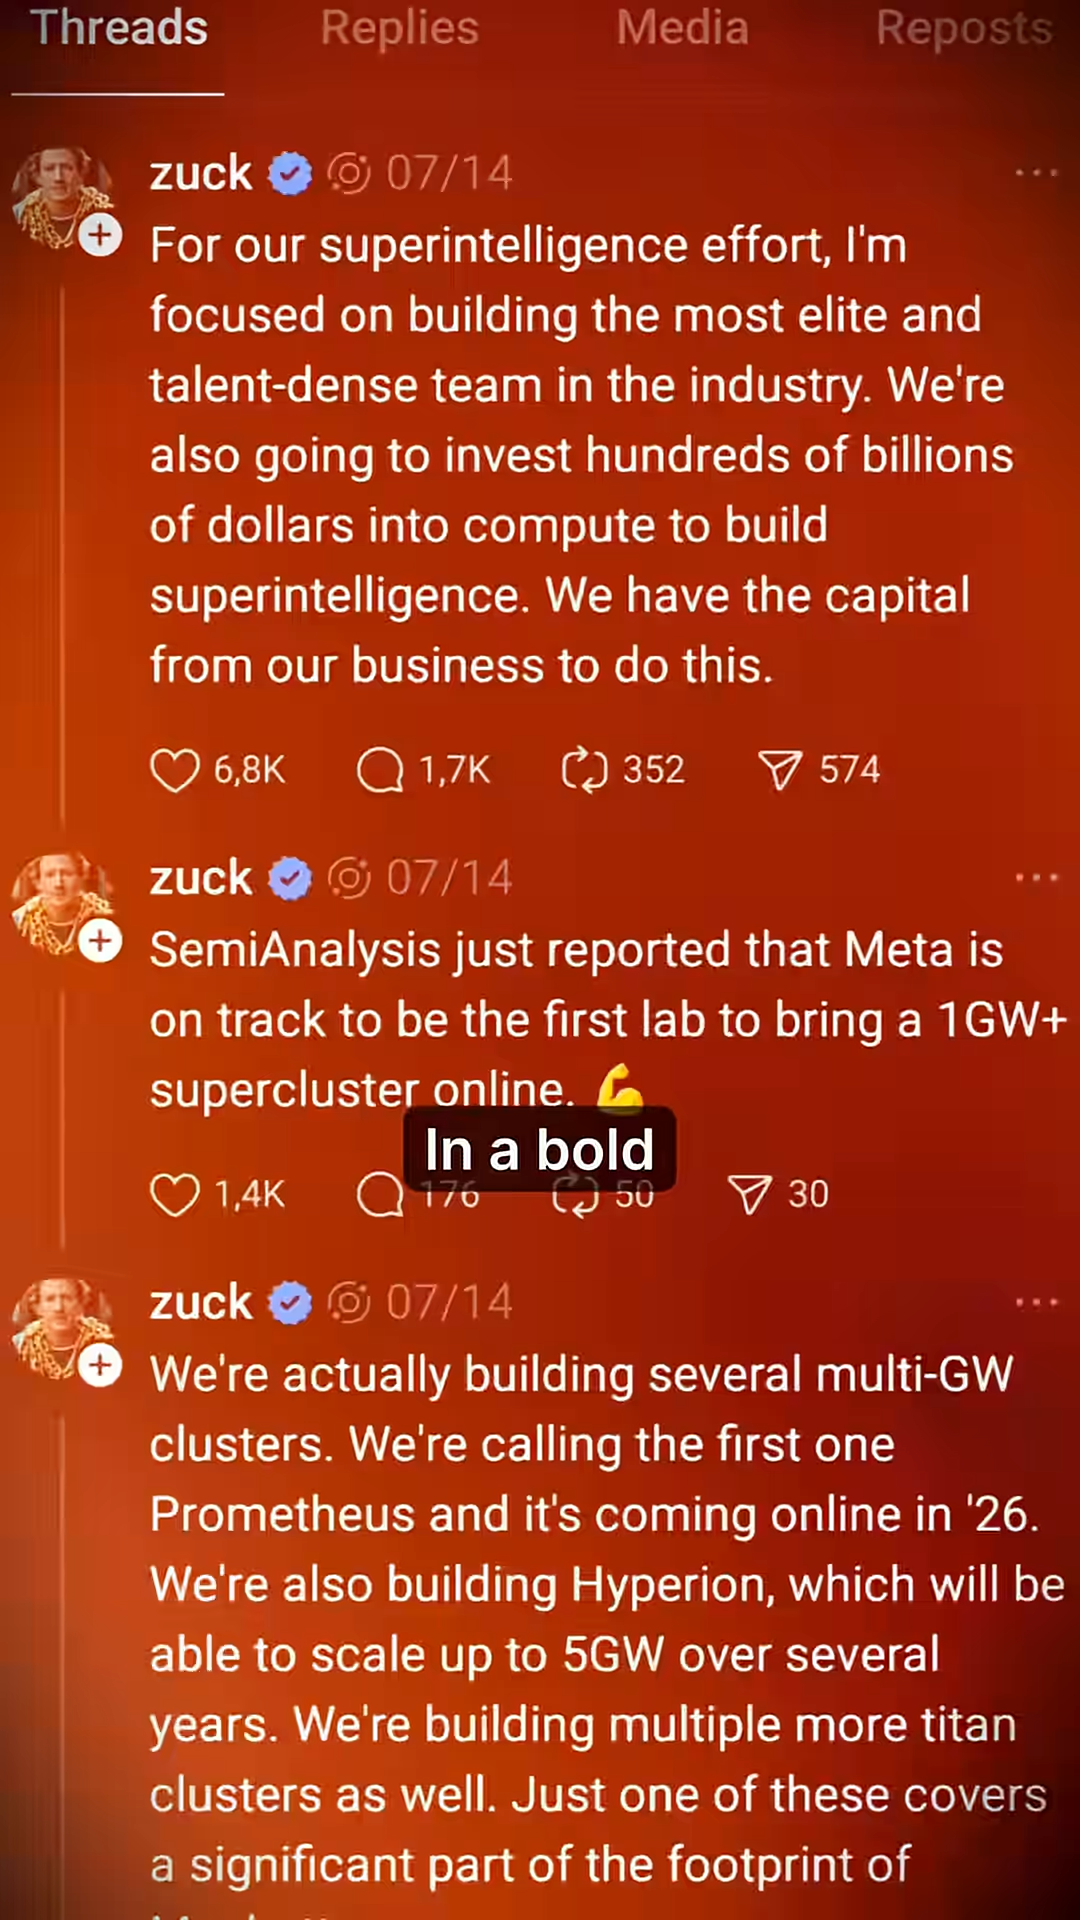 Threads Replies Media Reposts
zuck 07/14
For our superintelligence effort, I'm
focused on building the most elite and
talent-dense team in the industry. We're
also going to invest hundreds of billions
of dollars into compute to build
superintelligence. We have the capital
from our business to do this.
6,8K 1,7K 352 574
zuck 07/14
SemiAnalysis just reported that Meta is
on track to be the first lab to bring a 1GW+
supercluster online. 💪
In a bold
1,4K 176 50 30
zuck 07/14
We're actually building several multi-GW
clusters. We're calling the first one
Prometheus and it's coming online in '26.
We're also building Hyperion, which will be
able to scale up to 5GW over several
years. We're building multiple more titan
clusters as well. Just one of these covers
a significant part of the footprint of